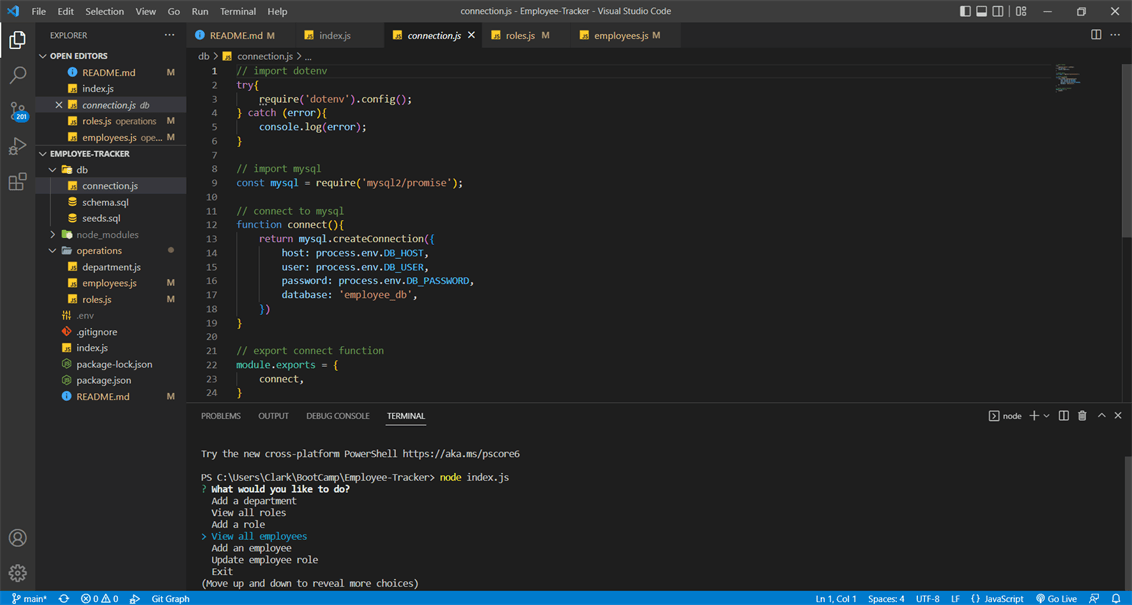 File Edit Selection View Go Run Terminal Help connection.js - Employee-Tracker - Visual Studio Code
EXPLORER
OPEN EDITORS
README.md M
index.js
connection.js db
roles.js operations M
employees.js ope... M
EMPLOYEE-TRACKER
db
connection.js
schema.sql
seeds.sql
node_modules
operations
department.js
employees.js M
roles.js M
.env
.gitignore
index.js
package-lock.json
package.json
README.md M
201
README.md M index.js connection.js roles.js M employees.js M
db > connection.js > ...
1 // import dotenv
2 try{
3 require('dotenv').config();
4 } catch (error){
5 console.log(error);
6 }
7
8 // import mysql
9 const mysql = require('mysql2/promise');
10
11 // connect to mysql
12 function connect(){
13 return mysql.createConnection({
14 host: process.env.DB_HOST,
15 user: process.env.DB_USER,
16 password: process.env.DB_PASSWORD,
17 database: 'employee_db',
18 })
19 }
20
21 // export connect function
22 module.exports = {
23 connect,
24 }
PROBLEMS OUTPUT DEBUG CONSOLE TERMINAL node
Try the new cross-platform PowerShell https://aka.ms/pscore6
PS C:\Users\Clark\BootCamp\Employee-Tracker> node index.js
? What would you like to do?
Add a department
View all roles
Add a role
> View all employees
Add an employee
Update employee role
Exit
(Move up and down to reveal more choices)
main* 0 0 Git Graph Ln 1, Col 1 Spaces: 4 UTF-8 LF {} JavaScript Go Live